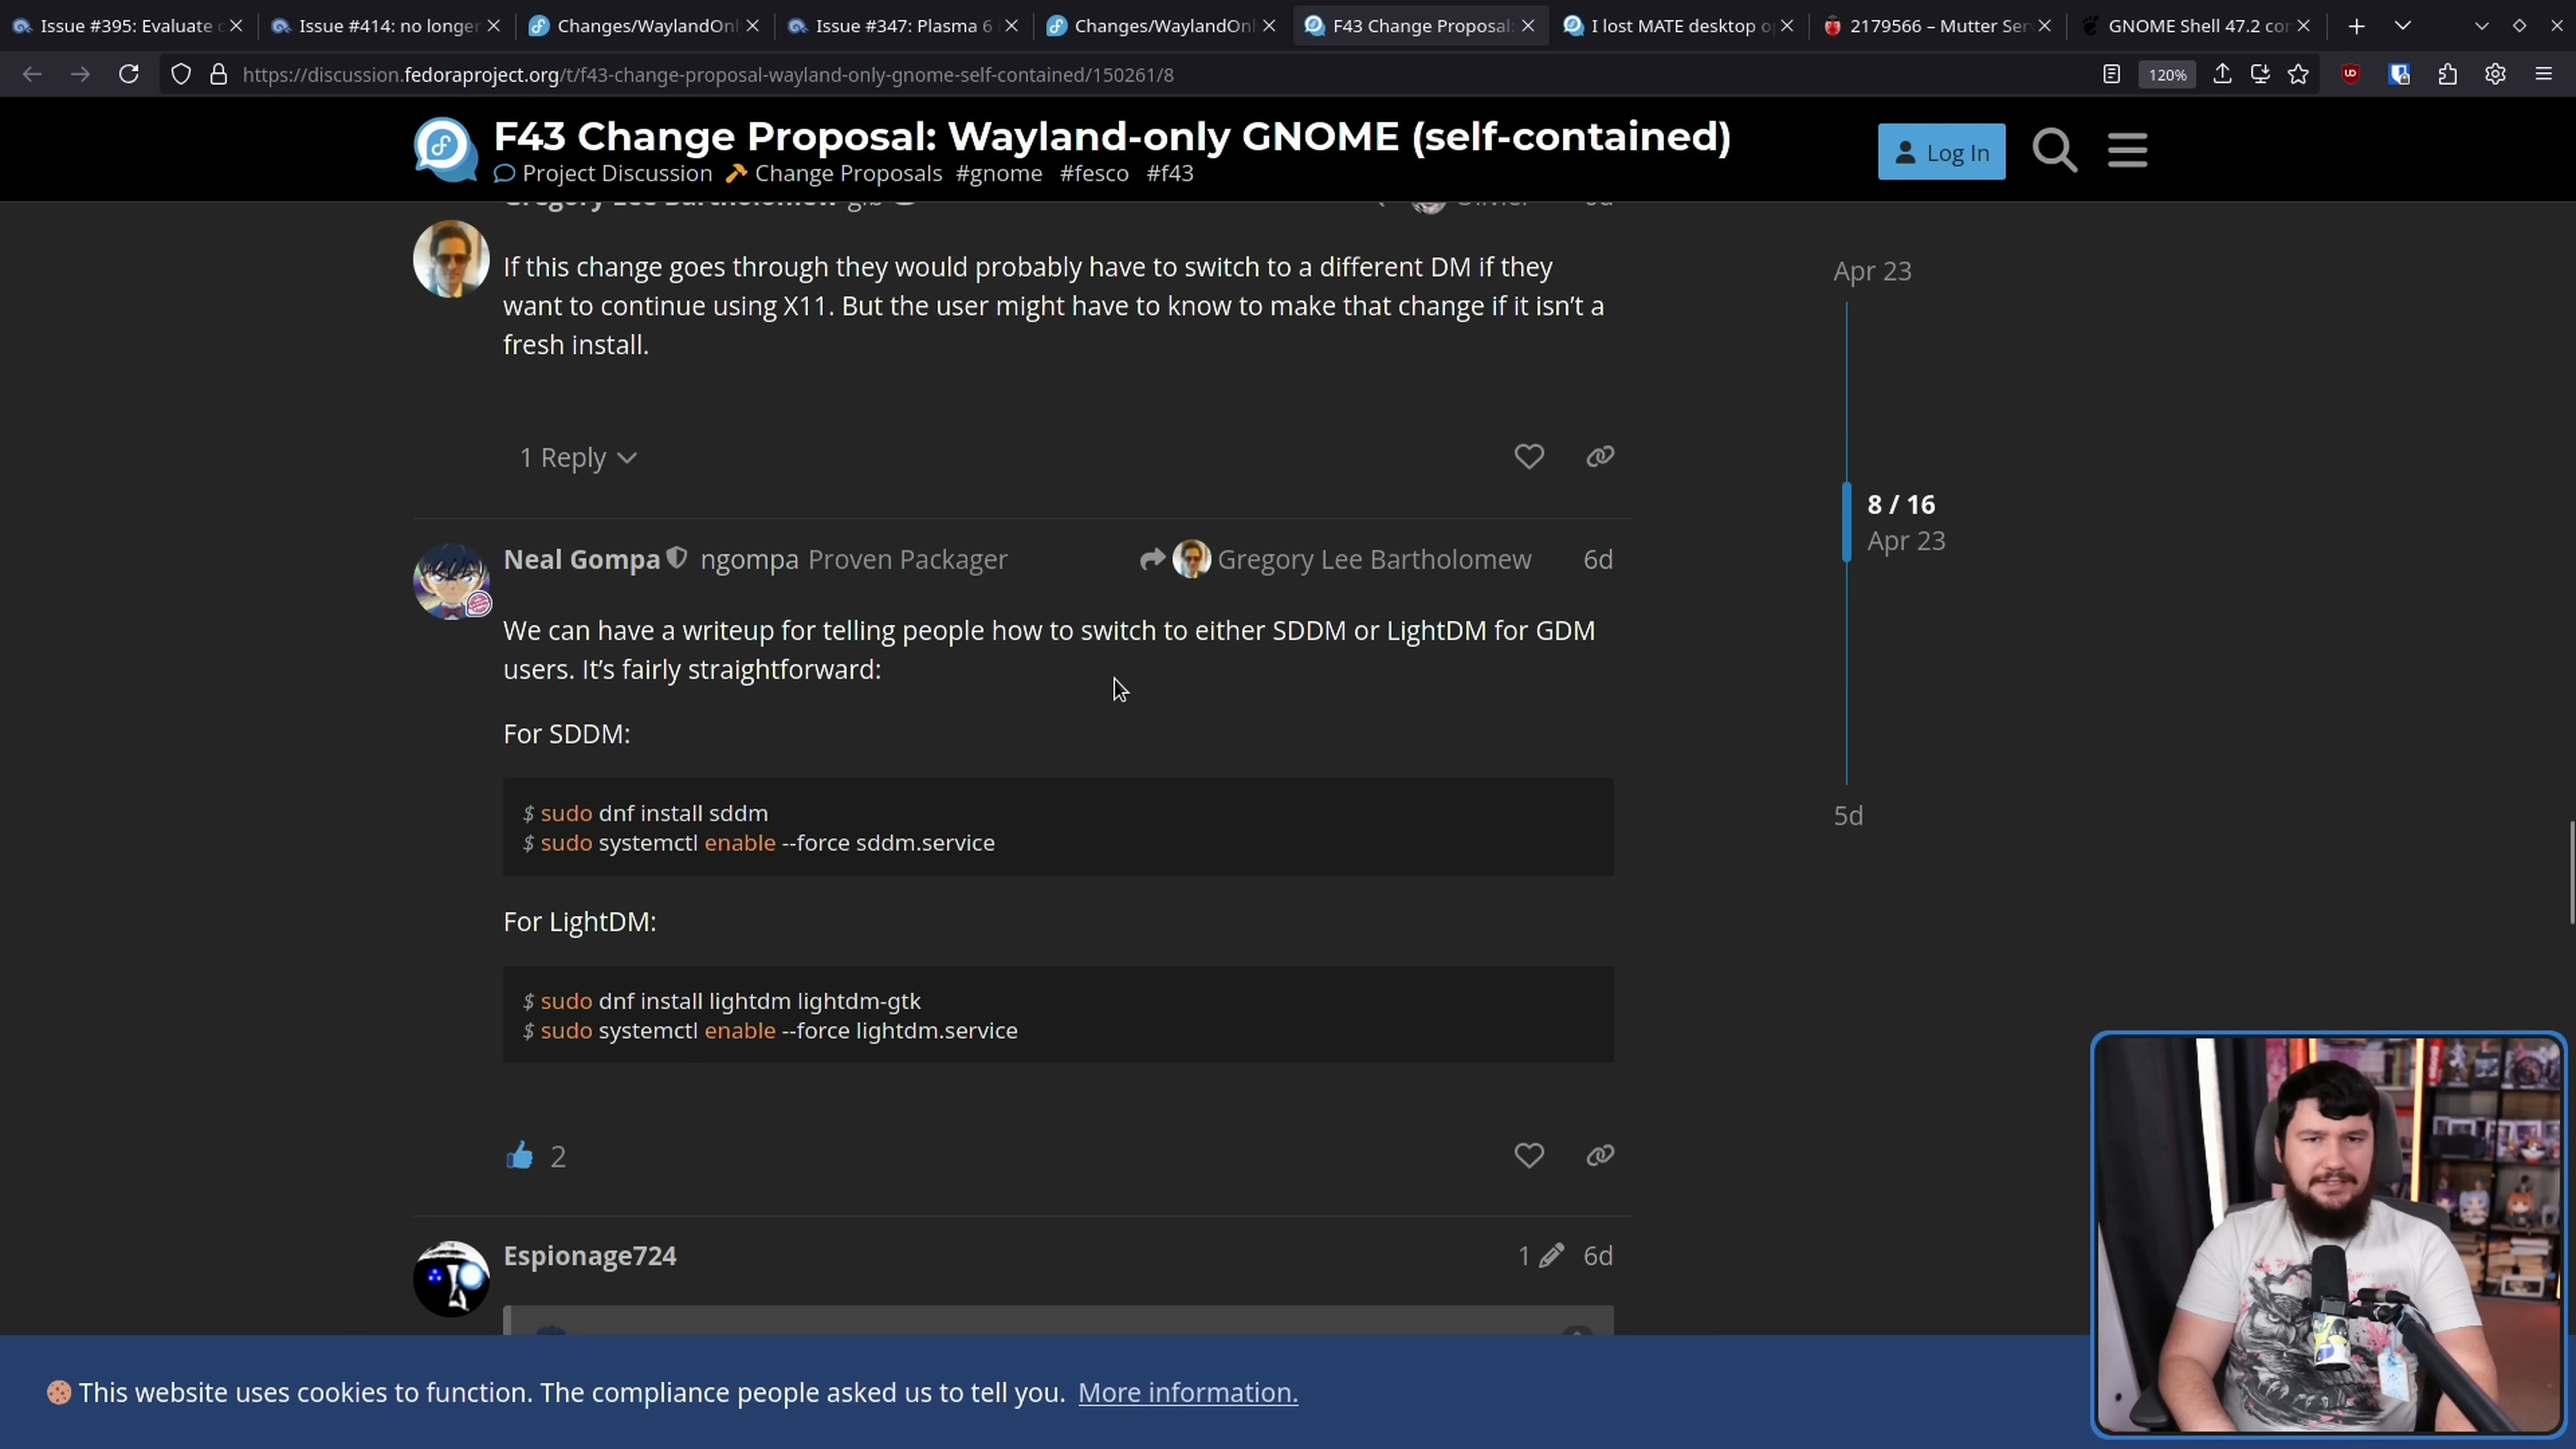 Issue #395: Evaluate
Issue #414: no longer
Changes/WaylandOnl
Issue #347: Plasma 6
Changes/WaylandOnl
F43 Change Proposal:
I lost MATE desktop
2179566 – Mutter Ser
GNOME Shell 47.2 co
https://discussion.fedoraproject.org/t/f43-change-proposal-wayland-only-gnome-self-contained/150261/8
120%
F43 Change Proposal: Wayland-only GNOME (self-contained)
Project Discussion Change Proposals #gnome #fesco #f43
Log In
Gregory Lee Bartholomew glb Olivier 6d
If this change goes through they would probably have to switch to a different DM if they
want to continue using X11. But the user might have to know to make that change if it isn’t a
fresh install.
1 Reply
Neal Gompa ngompa Proven Packager Gregory Lee Bartholomew 6d
We can have a writeup for telling people how to switch to either SDDM or LightDM for GDM
users. It’s fairly straightforward:
For SDDM:
$ sudo dnf install sddm
$ sudo systemctl enable --force sddm.service
For LightDM:
$ sudo dnf install lightdm lightdm-gtk
$ sudo systemctl enable --force lightdm.service
2
Espionage724 1 6d
Apr 23
8 / 16
Apr 23
5d
This website uses cookies to function. The compliance people asked us to tell you. More information.